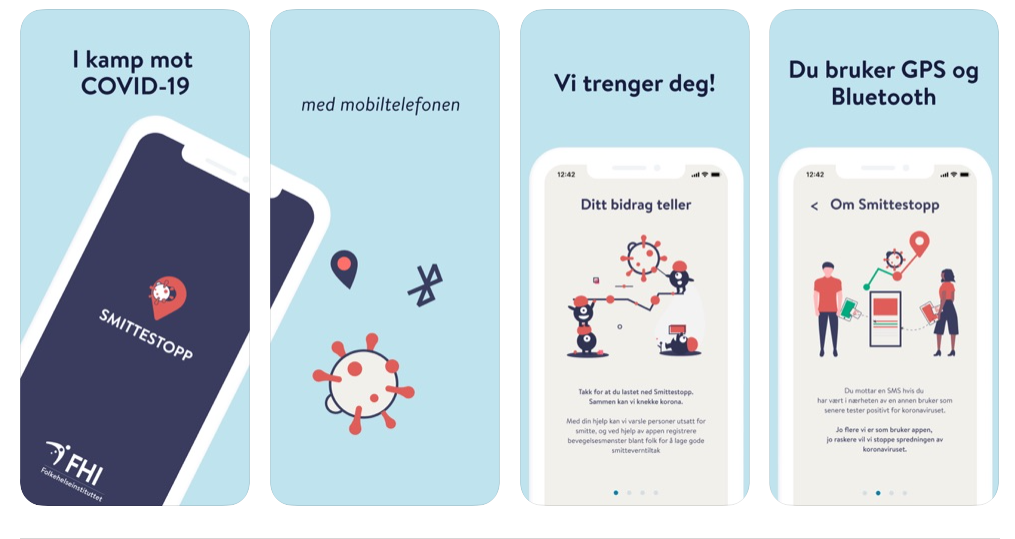 I kamp mot
COVID-19
SMITTESTOPP
FHI
Folkehelseinstituttet
med mobiltelefonen
Vi trenger deg!
12:42
Ditt bidrag teller
Takk for at du lastet ned Smittestopp.
Sammen kan vi knekke korona.
Med din hjelp kan vi varsle personer utsatt for
smitte, og ved hjelp av appen registrere
bevegelsesmønster blant folk for å lage gode
smitteverntiltak
Du bruker GPS og
Bluetooth
12:42
< Om Smittestopp
Du mottar en SMS hvis du
har vært i nærheten av en annen bruker som
senere tester positivt for koronaviruset.
Jo flere vi er som bruker appen,
jo raskere vil vi stoppe spredningen av
koronaviruset.